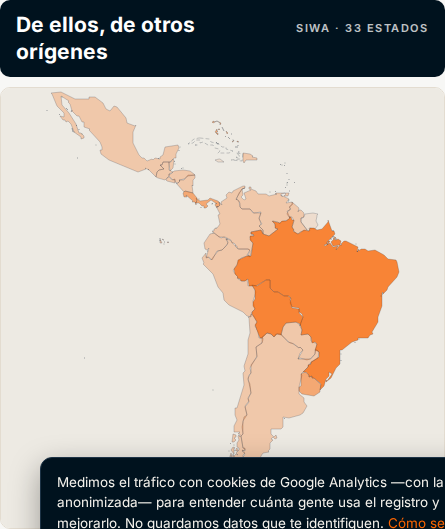 De ellos, de otros
orígenes
SIWA · 33 ESTADOS
Medimos el tráfico con cookies de Google Analytics —con la
anonimizada— para entender cuánta gente usa el registro y
mejorarlo. No guardamos datos que te identifiquen. Cómo se